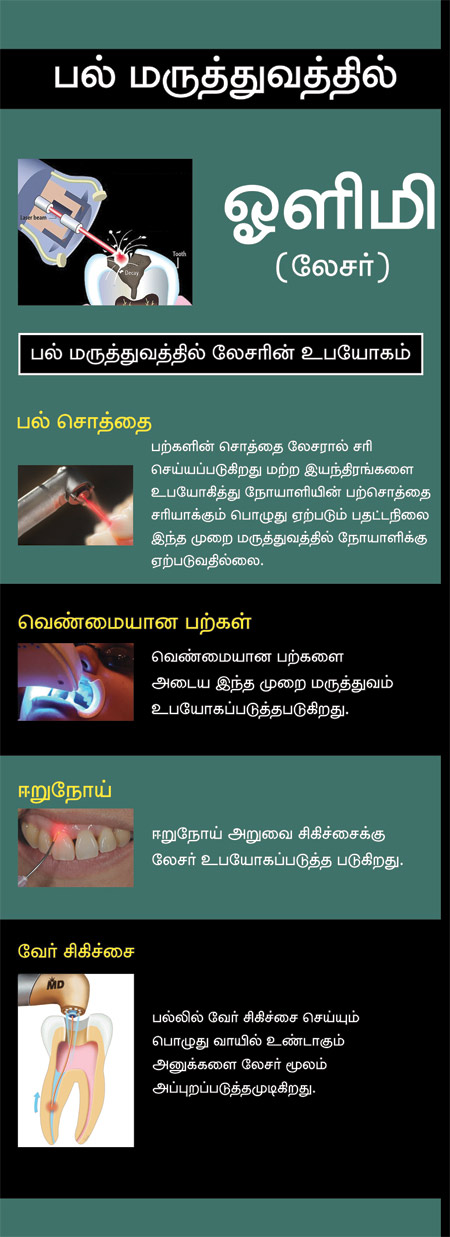 பல் மருத்துவத்தில்
ஓளிமி
(லேசர்)
Laser beam
Tooth
Decay
பல் மருத்துவத்தில் லேசரின் உபயோகம்
பல் சொத்தை
பற்களின் சொத்தை லேசரால் சரி
செய்யப்படுகிறது மற்ற இயந்திரங்களை
உபயோகித்து நோயாளியின் பற்சொத்தை
சரியாக்கும் பொழுது ஏற்படும் பதட்டநிலை
இந்த முறை மருத்துவத்தில் நோயாளிக்கு
ஏற்படுவதில்லை.
வெண்மையான பற்கள்
வெண்மையான பற்களை
அடைய இந்த முறை மருத்துவம்
உபயோகப்படுத்தபடுகிறது.
ஈறுநோய்
ஈறுநோய் அறுவை சிகிச்சைக்கு
லேசர் உபயோகப்படுத்த படுகிறது.
வேர் சிகிச்சை
MD
பல்லில் வேர் சிகிச்சை செய்யும்
பொழுது வாயில் உண்டாகும்
அனுக்களை லேசர் மூலம்
அப்புறப்படுத்தமுடிகிறது.